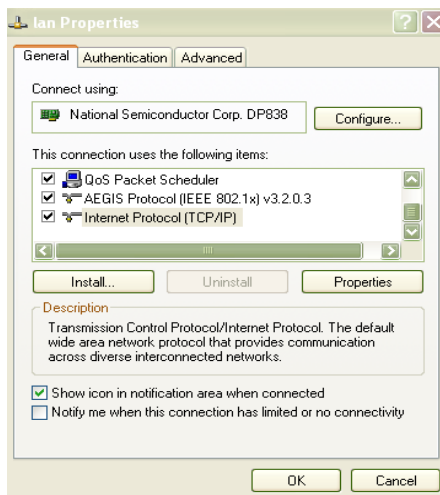 lan Properties
General Authentication Advanced
Connect using:
National Semiconductor Corp. DP838
Configure...
This connection uses the following items:
QoS Packet Scheduler
AEGIS Protocol (IEEE 802.1x) v3.2.0.3
Internet Protocol (TCP/IP)
Install... Uninstall Properties
Description
Transmission Control Protocol/Internet Protocol. The default
wide area network protocol that provides communication
across diverse interconnected networks.
Show icon in notification area when connected
Notify me when this connection has limited or no connectivity
OK Cancel